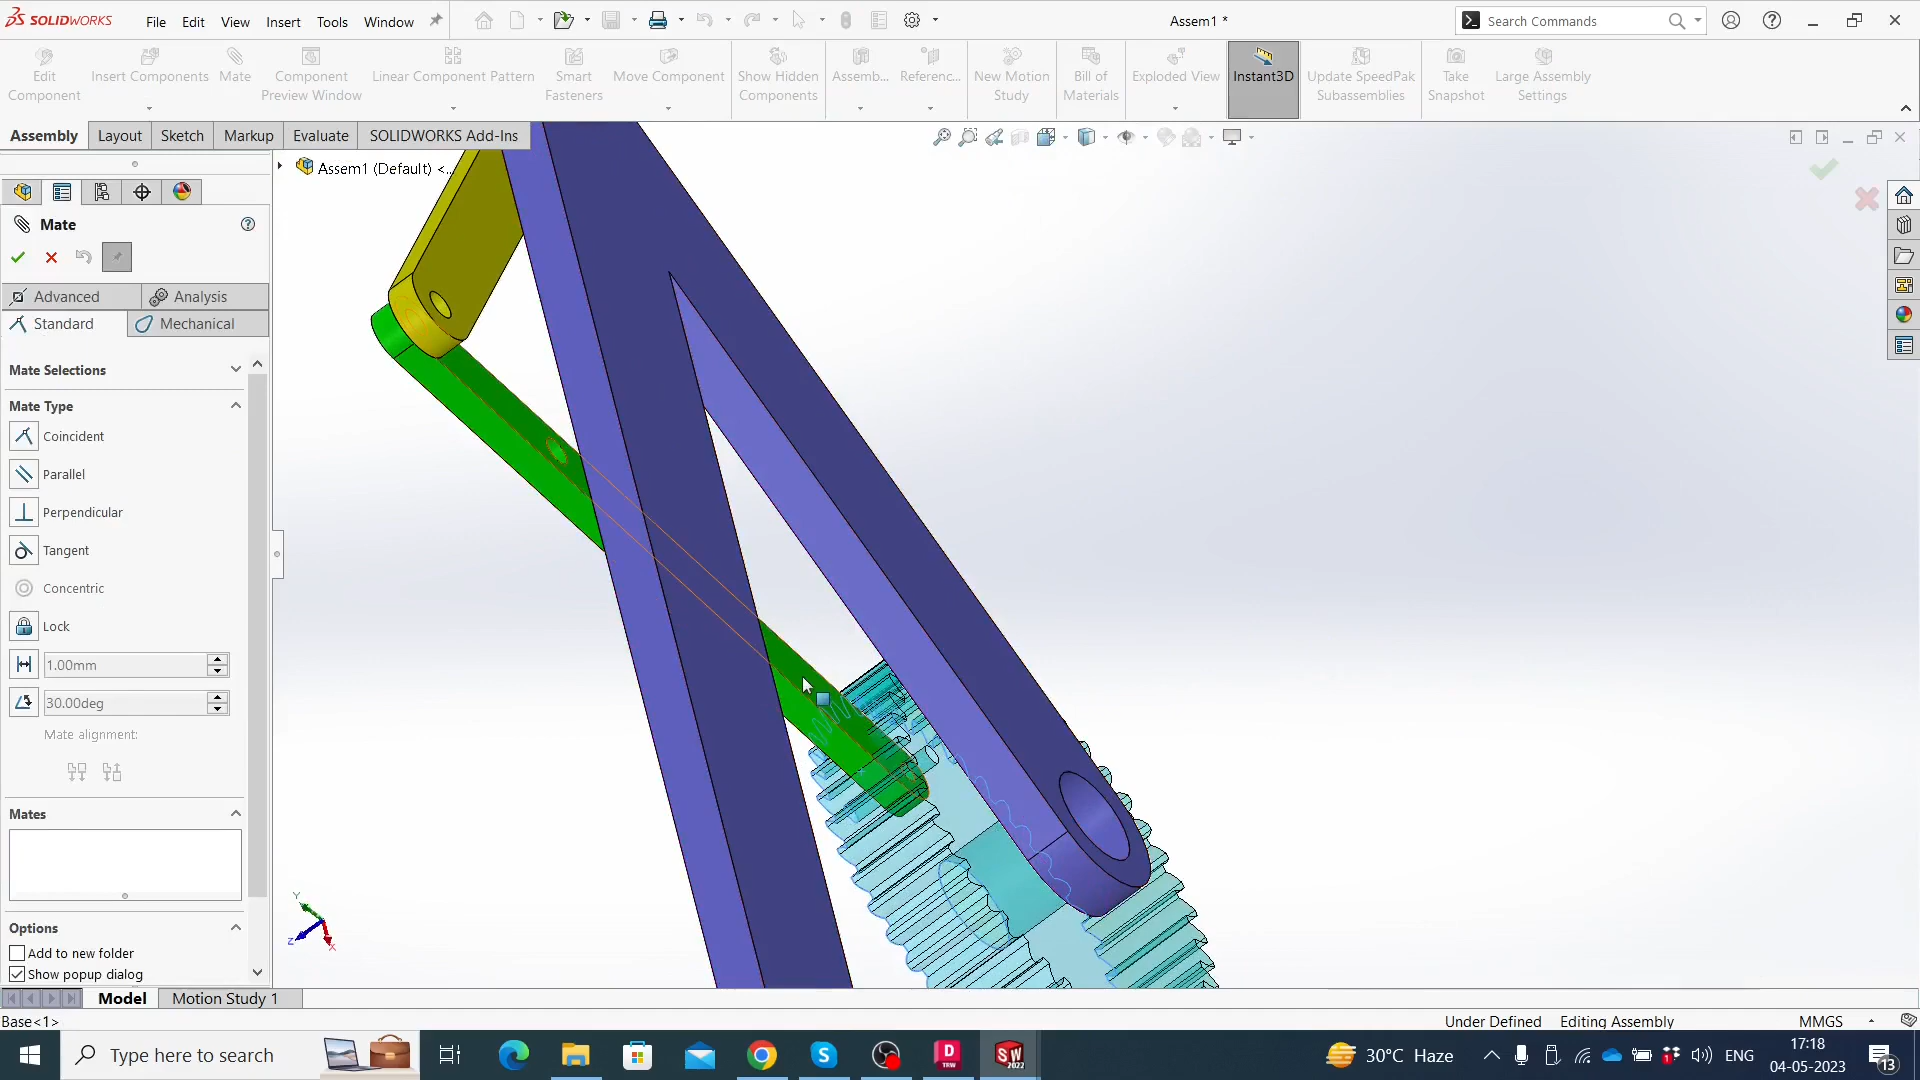 SOLIDWORKS File Edit View Insert Tools Window Assem1 * Search Commands
Edit Component
Insert Components
Mate
Component Preview Window
Linear Component Pattern
Smart Fasteners
Move Component
Show Hidden Components
Assemb...
Referenc...
New Motion Study
Bill of Materials
Exploded View
Instant3D
Update SpeedPak Subassemblies
Take Snapshot
Large Assembly Settings
Assembly Layout Sketch Markup Evaluate SOLIDWORKS Add-Ins
Assem1 (Default) <...
Mate
Advanced Analysis
Standard Mechanical
Mate Selections
Mate Type
Coincident
Parallel
Perpendicular
Tangent
Concentric
Lock
1.00mm
30.00deg
Mate alignment:
Mates
Options
Add to new folder
Show popup dialog
Y
Z
X
Model Motion Study 1
Base<1> Under Defined Editing Assembly MMGS
Type here to search
D
TRW
SW
2022
30°C Haze ENG
17:18
04-05-2023
13